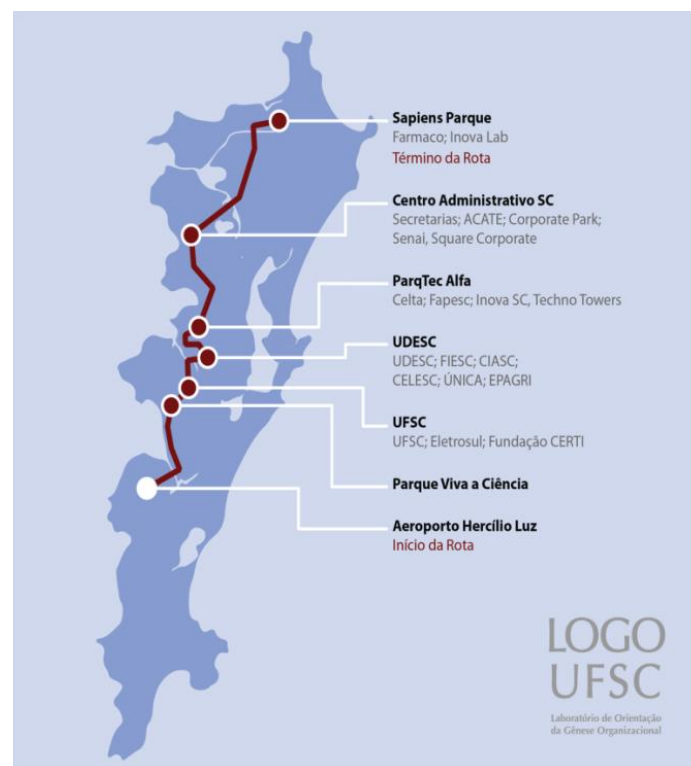 Sapiens Parque
Farmaco; Inova Lab
Término da Rota
Centro Administrativo SC
Secretarias; ACATE; Corporate Park;
Senai, Square Corporate
ParqTec Alfa
Celta; Fapesc; Inova SC, Techno Towers
UDESC
UDESC; FIESC; CIASC;
CELESC; ÚNICA; EPAGRI
UFSC
UFSC; Eletrosul; Fundação CERTI
Parque Viva a Ciência
Aeroporto Hercílio Luz
Início da Rota
LOGO
UFSC
Laboratório de Orientação
da Gênese Organizacional